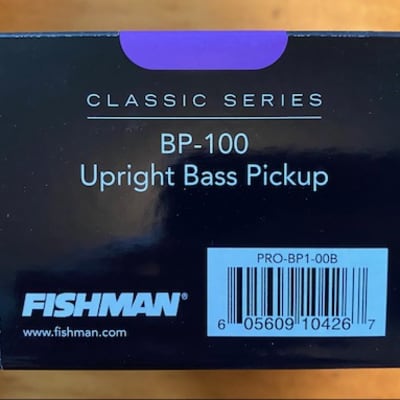 CLASSIC SERIES
BP-100
Upright Bass Pickup
PRO-BP1-00B
6 05609 10426 7
FISHMAN®
www.fishman.com